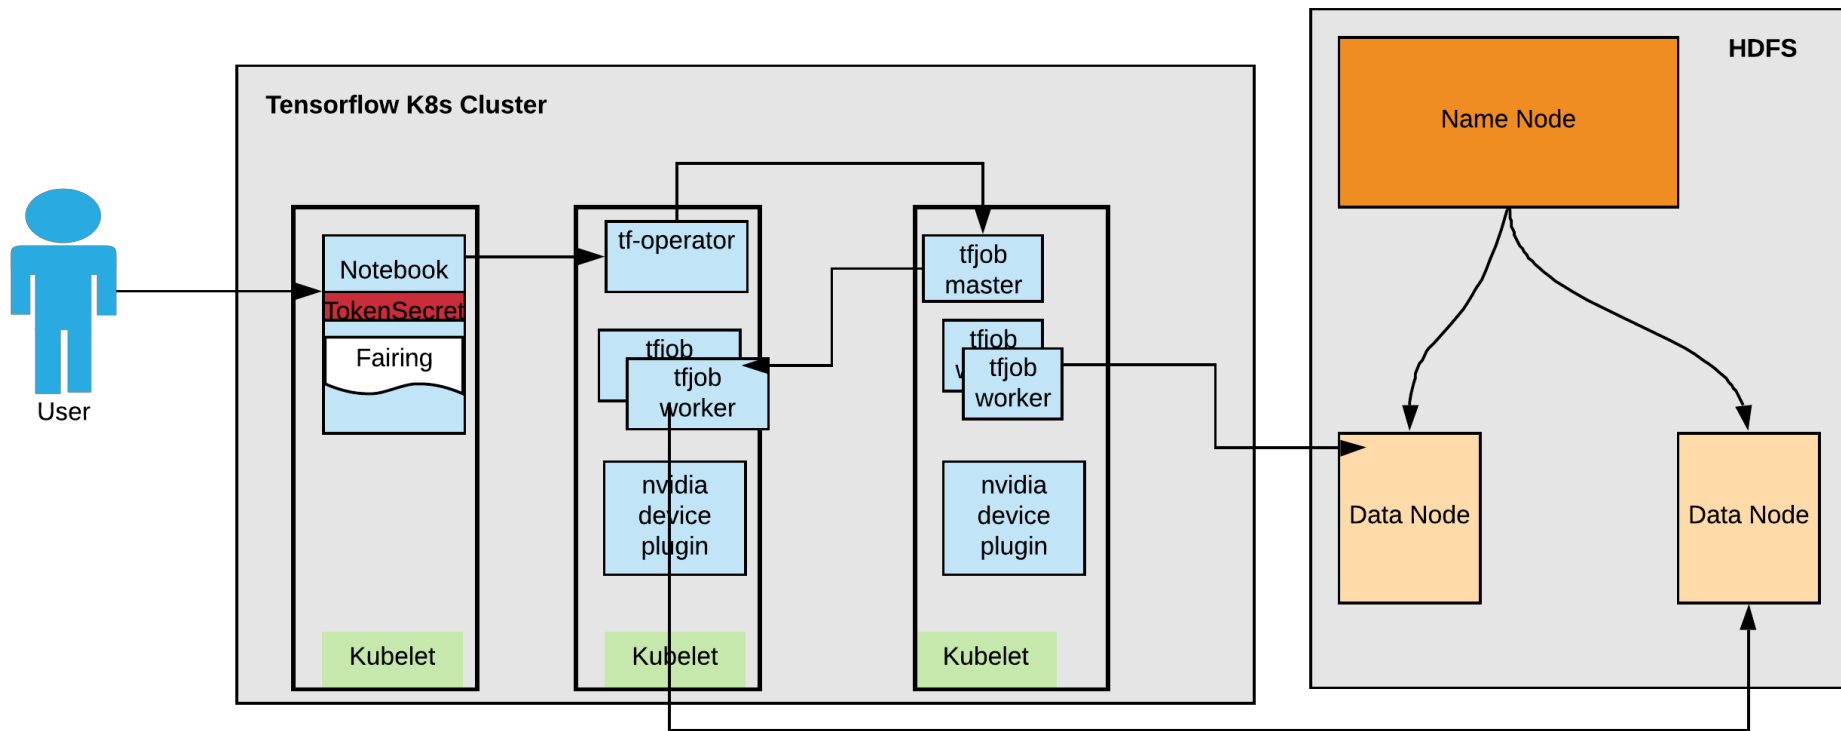 HDFS
Name Node
Tensorflow K8s Cluster
User
Notebook
TokenSecret
Fairing
Kubelet
tf-operator
tfjob
tfjob
worker
nvidia
device
plugin
Kubelet
tfjob
master
tfjob
tfjob
worker
nvidia
device
plugin
Kubelet
Data Node
Data Node